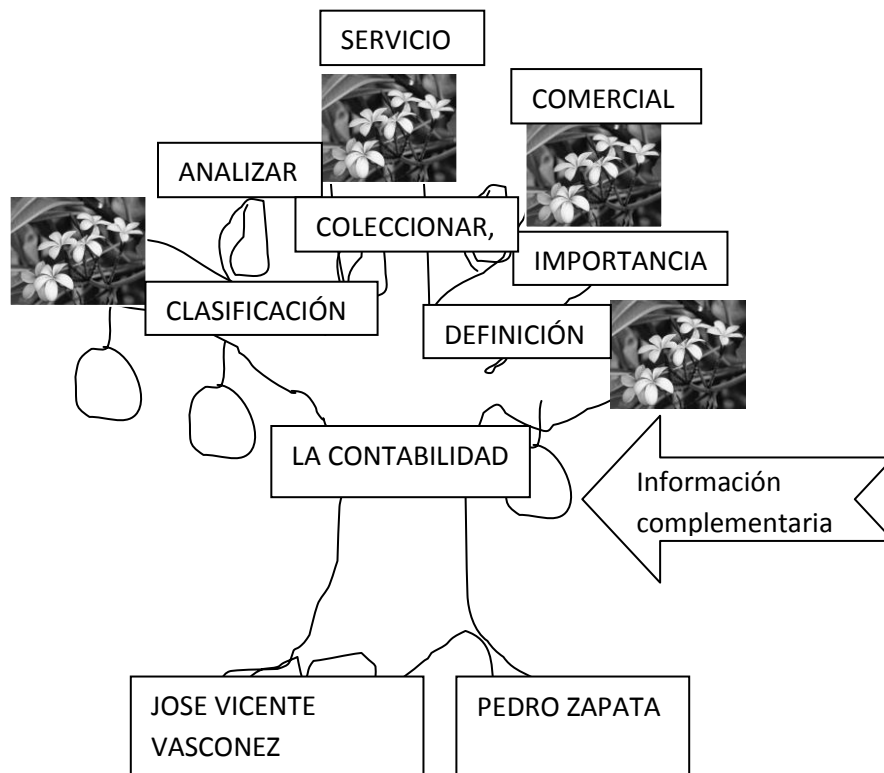 SERVICIO
COMERCIAL
ANALIZAR
COLECCIONAR,
IMPORTANCIA
CLASIFICACIÓN
DEFINICIÓN
LA CONTABILIDAD
Información
complementaria
JOSE VICENTE
VASCONEZ
PEDRO ZAPATA